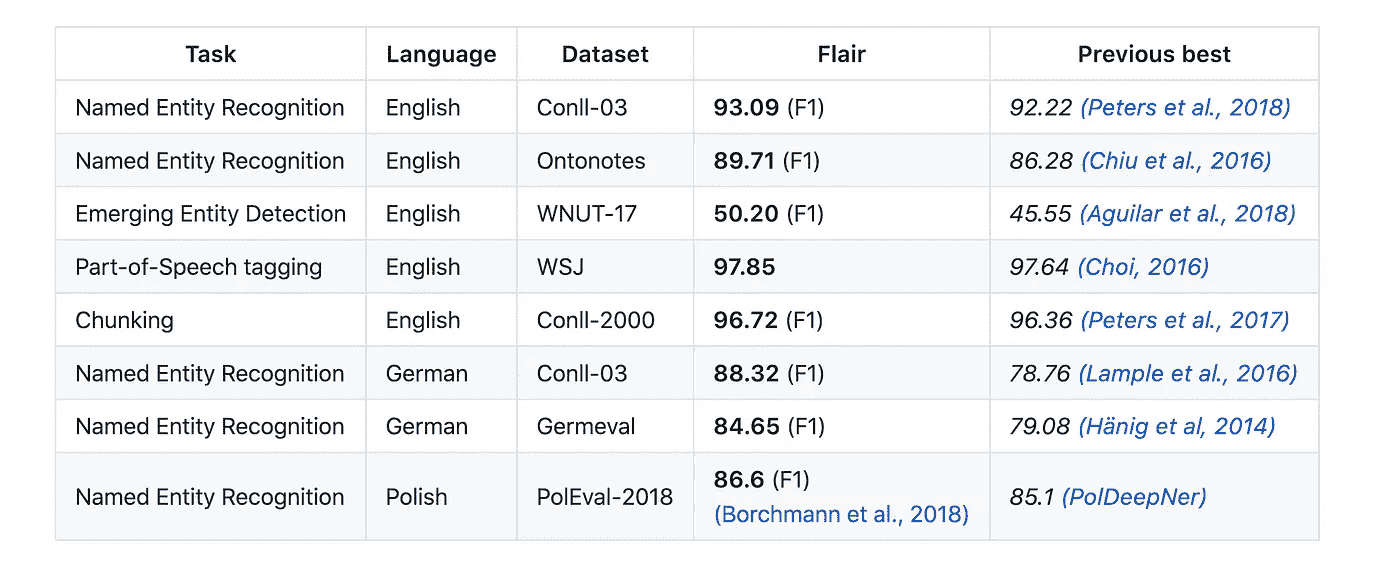 Task Language Dataset Flair Previous best
Named Entity Recognition English Conll-03 93.09 (F1) 92.22 (Peters et al., 2018)
Named Entity Recognition English Ontonotes 89.71 (F1) 86.28 (Chiu et al., 2016)
Emerging Entity Detection English WNUT-17 50.20 (F1) 45.55 (Aguilar et al., 2018)
Part-of-Speech tagging English WSJ 97.85 97.64 (Choi, 2016)
Chunking English Conll-2000 96.72 (F1) 96.36 (Peters et al., 2017)
Named Entity Recognition German Conll-03 88.32 (F1) 78.76 (Lample et al., 2016)
Named Entity Recognition German Germeval 84.65 (F1) 79.08 (Hänig et al, 2014)
Named Entity Recognition Polish PolEval-2018 86.6 (F1) 85.1 (PolDeepNer)
(Borchmann et al., 2018)